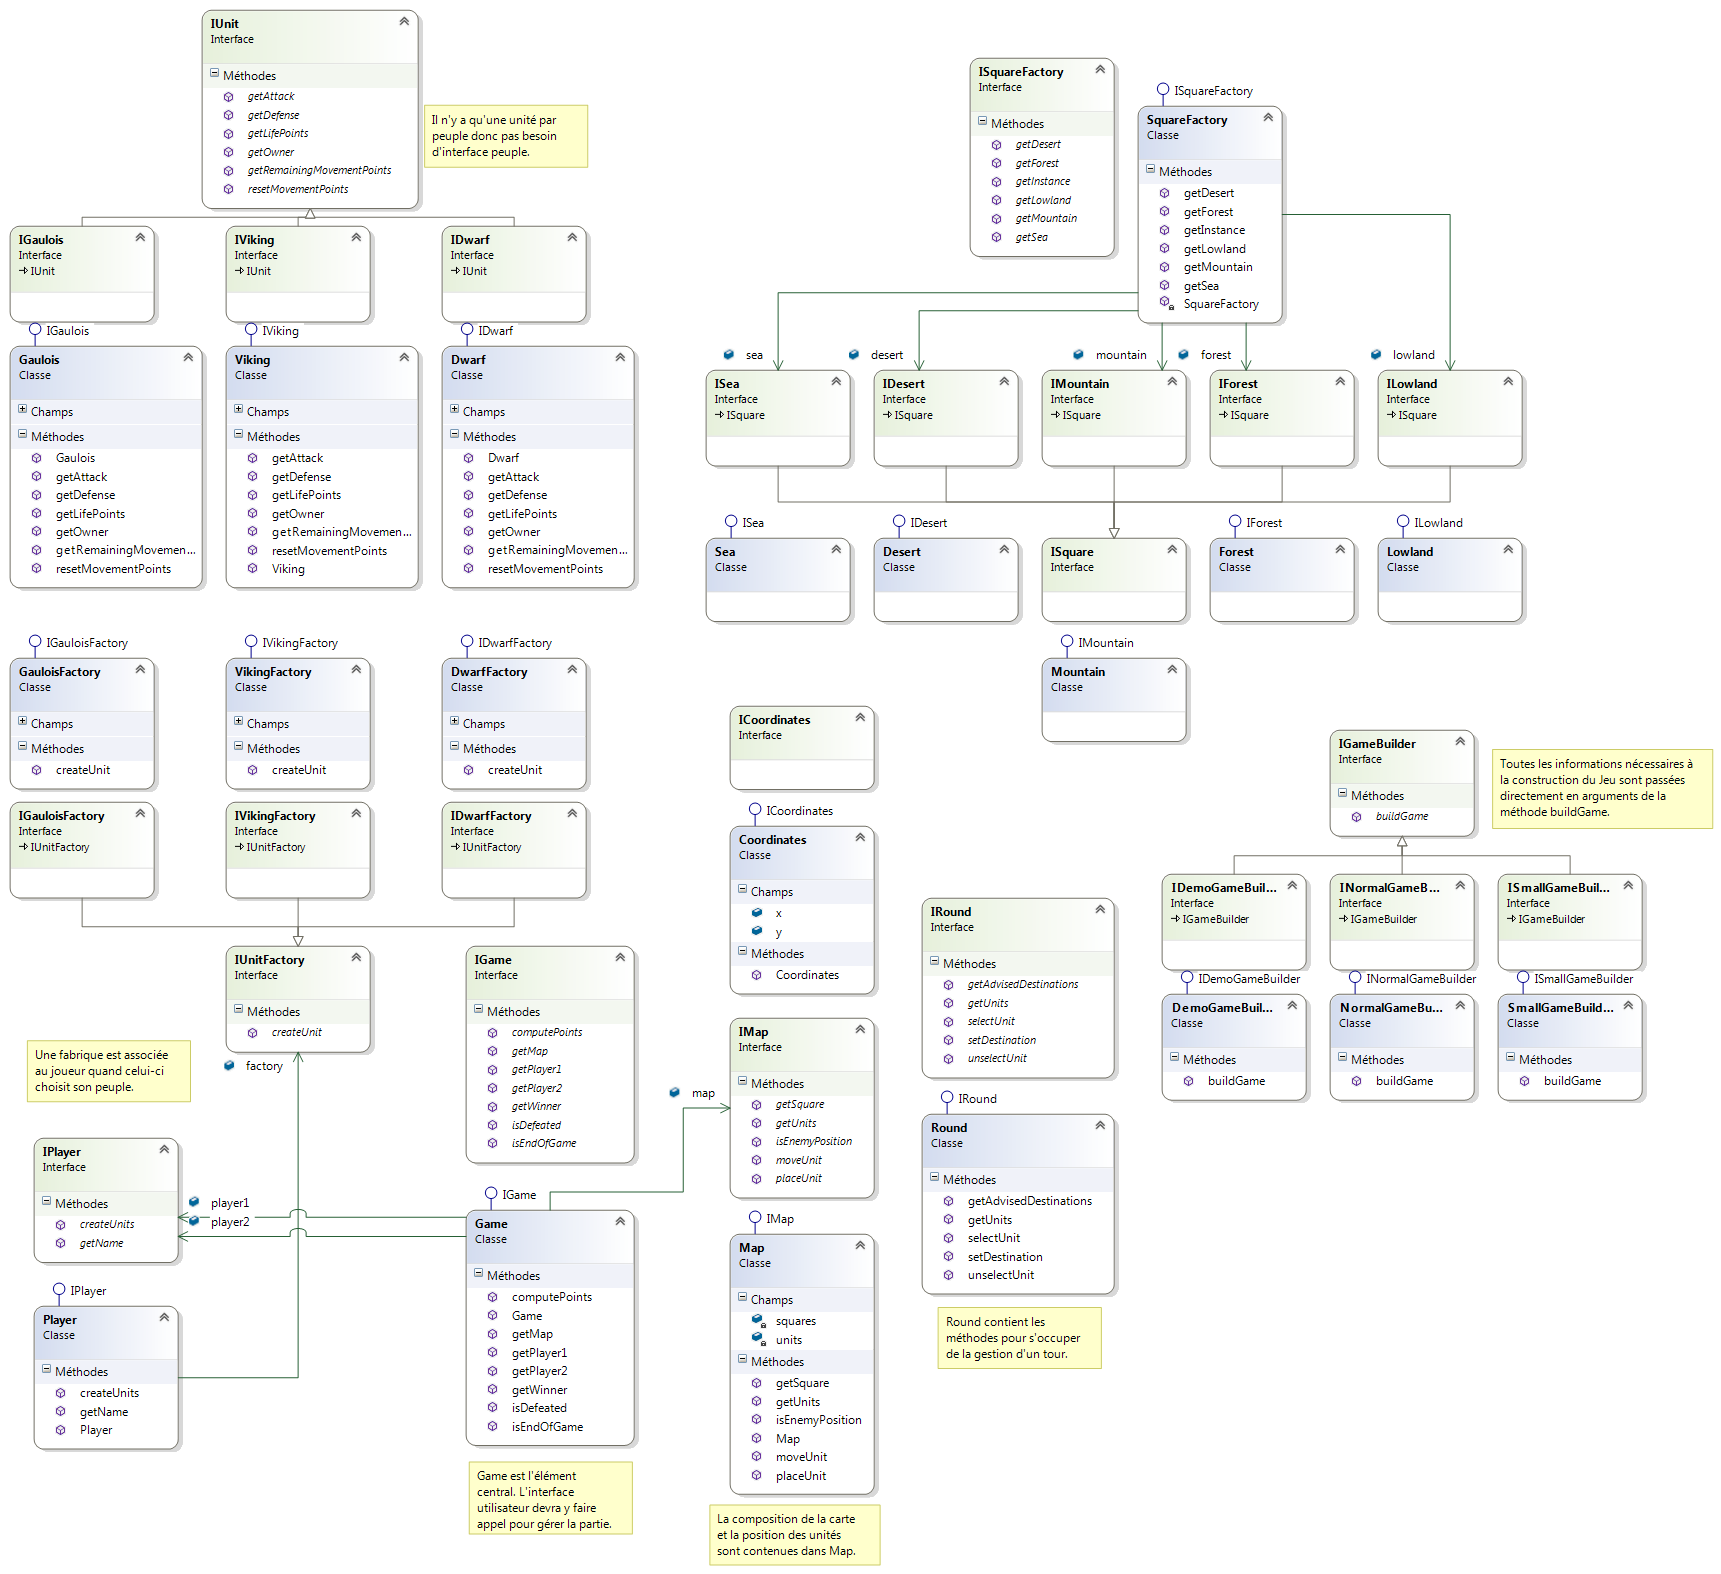 IUnit
Interface
Méthodes
getAttack
getDefense
getLifePoints
getOwner
getRemainingMovementPoints
resetMovementPoints
Il n'y a qu'une unité par
peuple donc pas besoin
d'interface peuple.
IGaulois
Interface
IUnit
IViking
Interface
IUnit
IDwarf
Interface
IUnit
IGaulois
Gaulois
Classe
Champs
Méthodes
Gaulois
getAttack
getDefense
getLifePoints
getOwner
getRemainingMovemen...
resetMovementPoints
IViking
Viking
Classe
Champs
Méthodes
getAttack
getDefense
getLifePoints
getOwner
getRemainingMovement...
resetMovementPoints
Viking
IDwarf
Dwarf
Classe
Champs
Méthodes
Dwarf
getAttack
getDefense
getLifePoints
getOwner
getRemainingMovemen...
resetMovementPoints
ISquareFactory
Interface
Méthodes
getDesert
getForest
getInstance
getLowland
getMountain
getSea
ISquareFactory
SquareFactory
Classe
Méthodes
getDesert
getForest
getInstance
getLowland
getMountain
getSea
SquareFactory
sea
desert
mountain
forest
lowland
ISea
Interface
ISquare
IDesert
Interface
ISquare
IMountain
Interface
ISquare
IForest
Interface
ISquare
ILowland
Interface
ISquare
ISea
Sea
Classe
IDesert
Desert
Classe
ISquare
Interface
IForest
Forest
Classe
ILowland
Lowland
Classe
IMountain
Mountain
Classe
IGauloisFactory
GauloisFactory
Classe
Champs
Méthodes
createUnit
IVikingFactory
VikingFactory
Classe
Champs
Méthodes
createUnit
IDwarfFactory
DwarfFactory
Classe
Champs
Méthodes
createUnit
IGauloisFactory
Interface
IUnitFactory
IVikingFactory
Interface
IUnitFactory
IDwarfFactory
Interface
IUnitFactory
IUnitFactory
Interface
Méthodes
createUnit
factory
Une fabrique est associée
au joueur quand celui-ci
choisit son peuple.
IPlayer
Interface
Méthodes
createUnits
getName
player1
player2
IPlayer
Player
Classe
Méthodes
createUnits
getName
Player
IGame
Interface
Méthodes
computePoints
getMap
getPlayer1
getPlayer2
getWinner
isDefeated
isEndOfGame
IGame
Game
Classe
Méthodes
computePoints
Game
getMap
getPlayer1
getPlayer2
getWinner
isDefeated
isEndOfGame
Game est l'élément
central. L'interface
utilisateur devra y faire
appel pour gérer la partie.
ICoordinates
Interface
ICoordinates
Coordinates
Classe
Champs
x
y
Méthodes
Coordinates
map
IMap
Interface
Méthodes
getSquare
getUnits
isEnemyPosition
moveUnit
placeUnit
IMap
Map
Classe
Champs
squares
units
Méthodes
getSquare
getUnits
isEnemyPosition
Map
moveUnit
placeUnit
La composition de la carte
et la position des unités
sont contenues dans Map.
IRound
Interface
Méthodes
getAdvisedDestinations
getUnits
selectUnit
setDestination
unselectUnit
IRound
Round
Classe
Méthodes
getAdvisedDestinations
getUnits
selectUnit
setDestination
unselectUnit
Round contient les
méthodes pour s'occuper
de la gestion d'un tour.
IGameBuilder
Interface
Méthodes
buildGame
Toutes les informations nécessaires à
la construction du Jeu sont passées
directement en arguments de la
méthode buildGame.
IDemoGameBuil...
Interface
IGameBuilder
INormalGameB...
Interface
IGameBuilder
ISmallGameBuil...
Interface
IGameBuilder
IDemoGameBuilder
DemoGameBuil...
Classe
Méthodes
buildGame
INormalGameBuilder
NormalGameBu...
Classe
Méthodes
buildGame
ISmallGameBuilder
SmallGameBuild...
Classe
Méthodes
buildGame